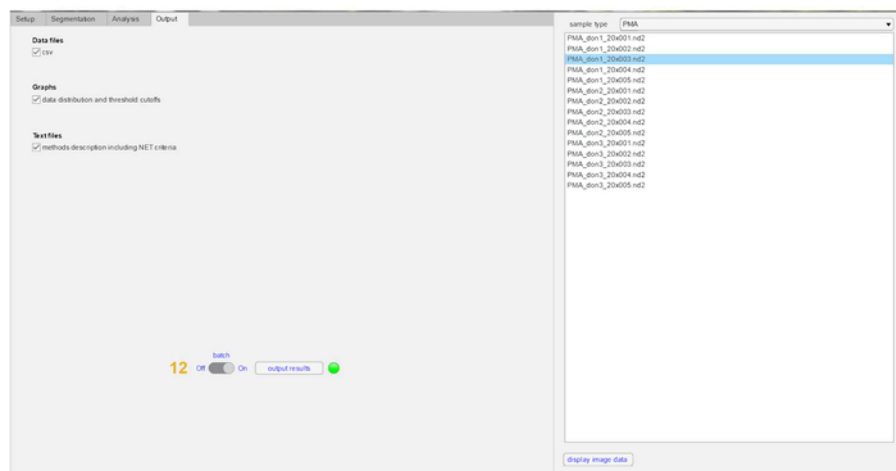 Setup Segmentation Analysis Output
Data files
csv
Graphs
data distribution and threshold cutoffs
Text files
methods description including NET criteria
batch
12 Off On output results
sample type PMA
PMA_don1_20x001.nd2
PMA_don1_20x002.nd2
PMA_don1_20x003.nd2
PMA_don1_20x004.nd2
PMA_don1_20x005.nd2
PMA_don2_20x001.nd2
PMA_don2_20x002.nd2
PMA_don2_20x003.nd2
PMA_don2_20x004.nd2
PMA_don2_20x005.nd2
PMA_don3_20x001.nd2
PMA_don3_20x002.nd2
PMA_don3_20x003.nd2
PMA_don3_20x004.nd2
PMA_don3_20x005.nd2
display image data